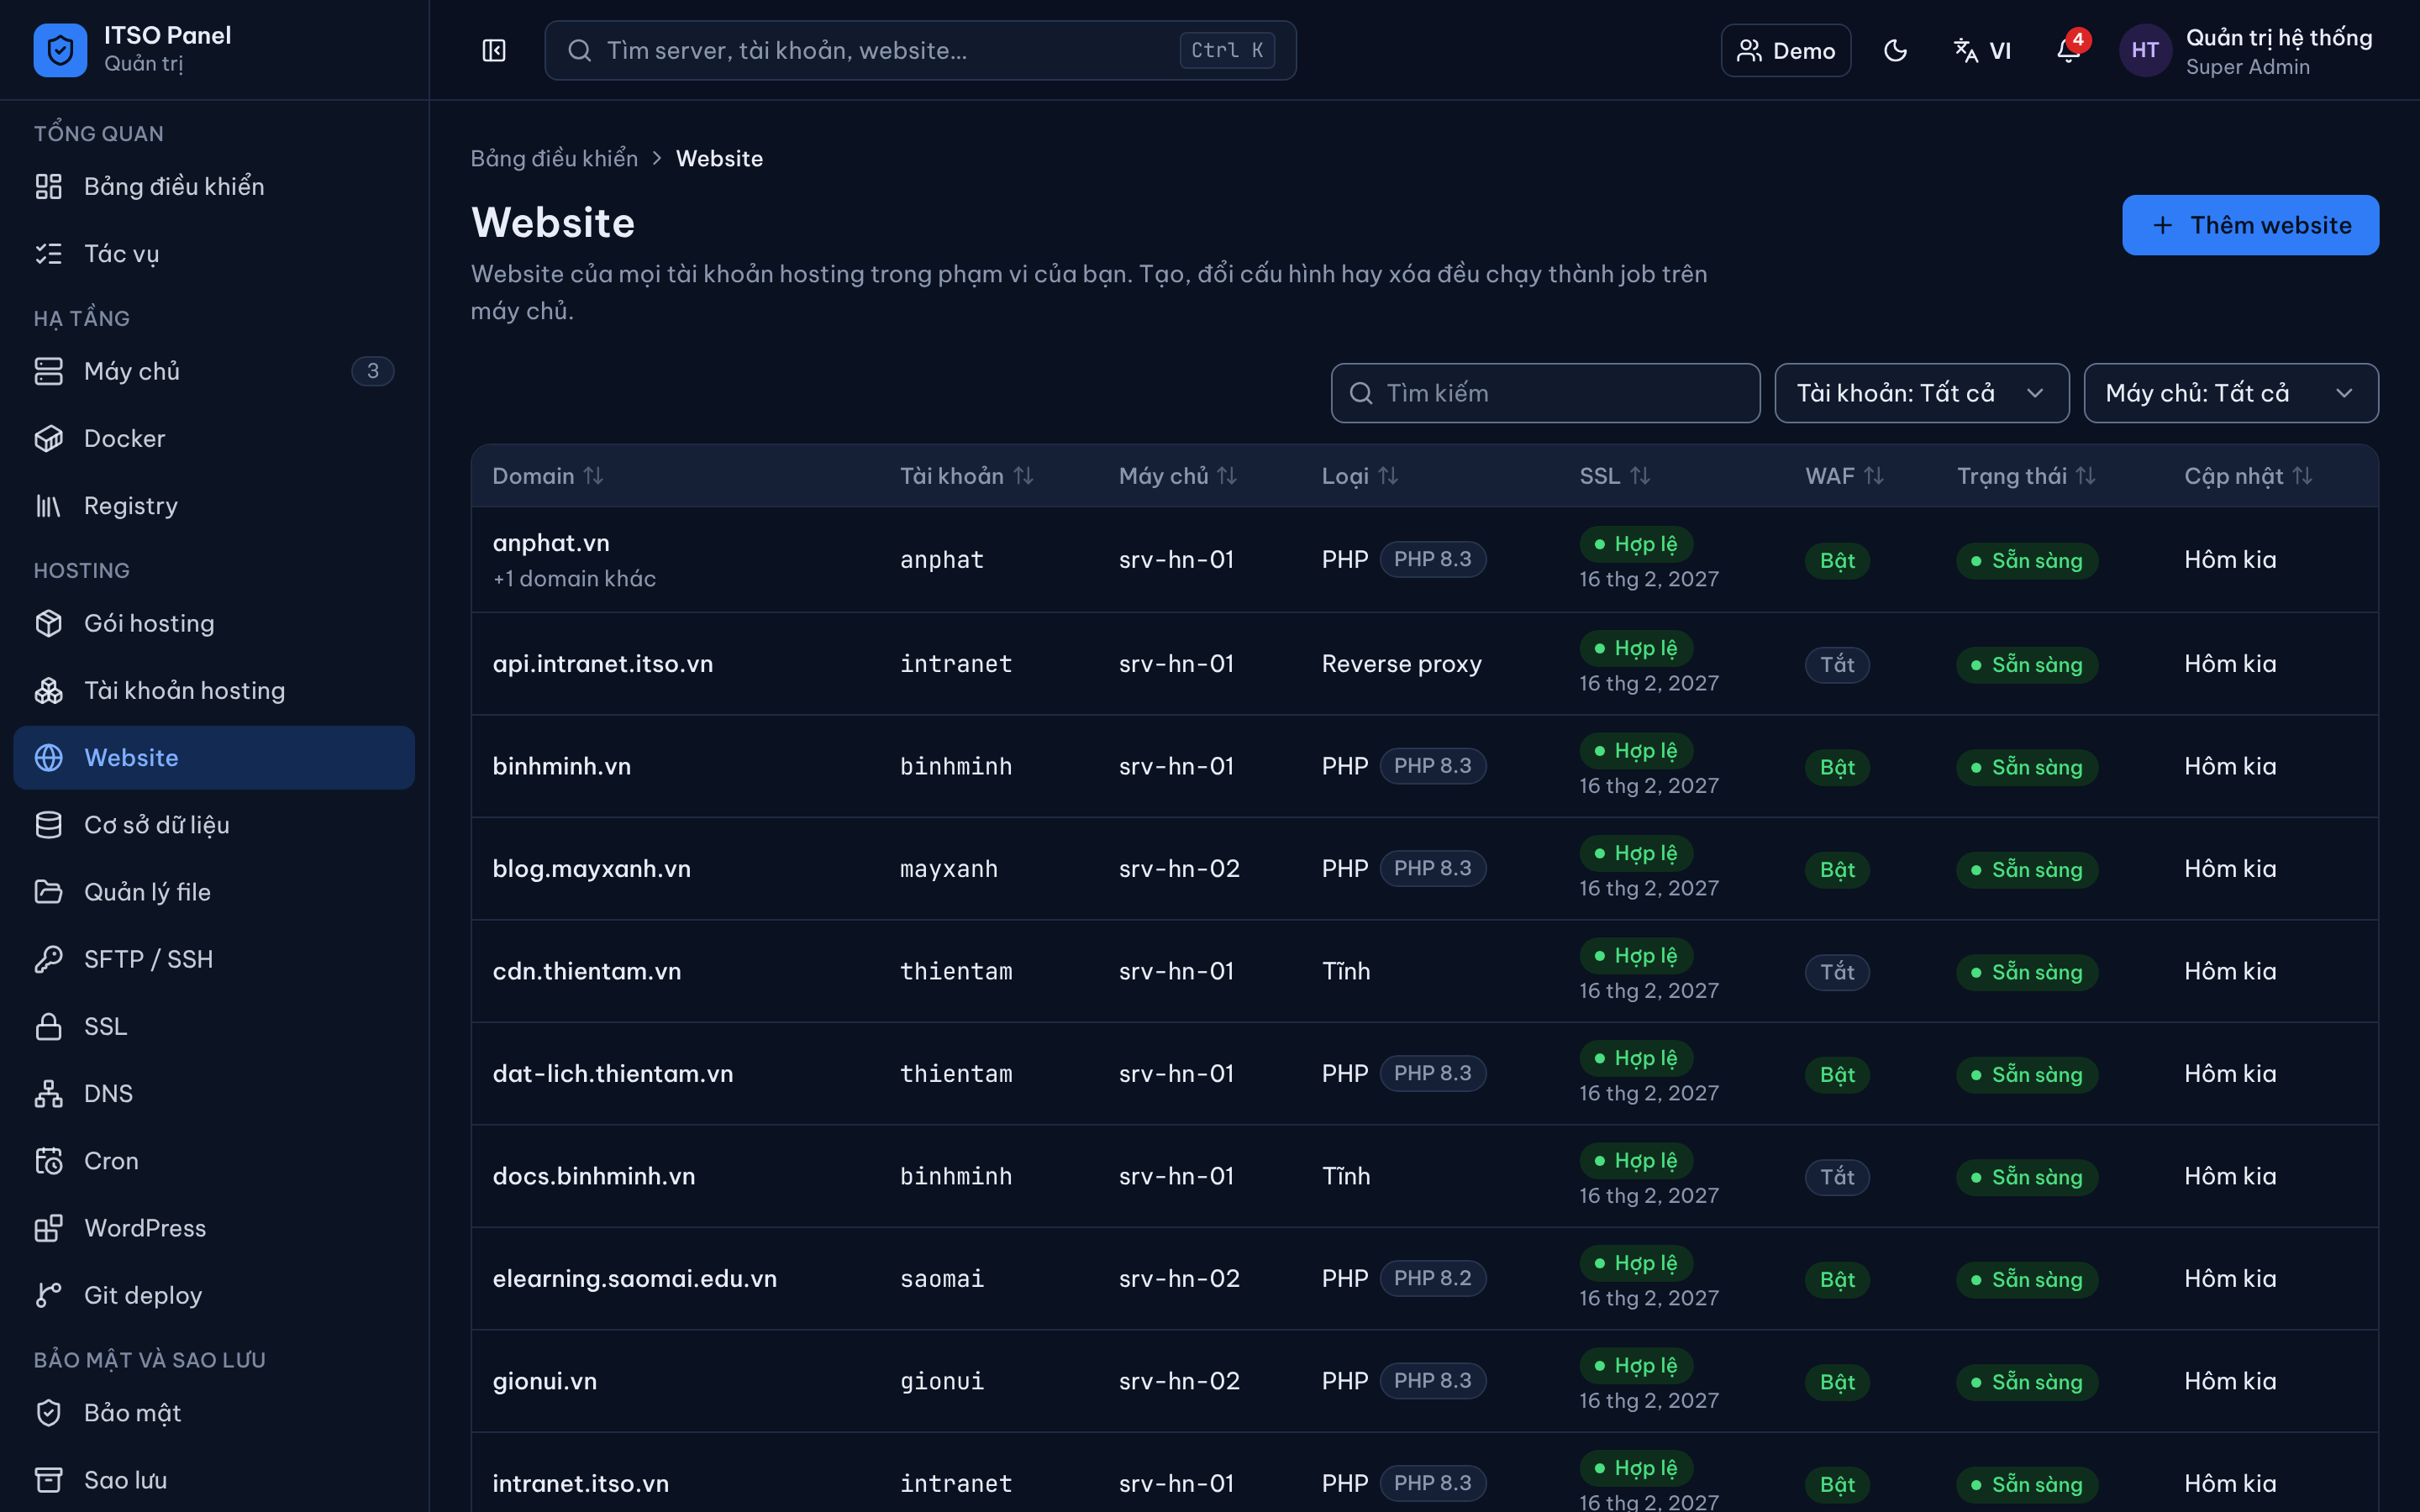 ITSO Panel
Quản trị
Tìm server, tài khoản, website...
Ctrl K
Demo
VI
4
HT
Quản trị hệ thống
Super Admin
TỔNG QUAN
Bảng điều khiển
Tác vụ
HẠ TẦNG
Máy chủ
3
Docker
Registry
HOSTING
Gói hosting
Tài khoản hosting
Website
Cơ sở dữ liệu
Quản lý file
SFTP / SSH
SSL
DNS
Cron
WordPress
Git deploy
BẢO MẬT VÀ SAO LƯU
Bảo mật
Sao lưu
Bảng điều khiển > Website
Website
Thêm website
Website của mọi tài khoản hosting trong phạm vi của bạn. Tạo, đổi cấu hình hay xóa đều chạy thành job trên
máy chủ.
Tìm kiếm
Tài khoản: Tất cả
Máy chủ: Tất cả
Domain Tài khoản Máy chủ Loại SSL WAF Trạng thái Cập nhật
anphat.vn anphat srv-hn-01 PHP PHP 8.3 Hợp lệ Bật Sẵn sàng Hôm kia
+1 domain khác 16 thg 2, 2027
api.intranet.itso.vn intranet srv-hn-01 Reverse proxy Hợp lệ Tắt Sẵn sàng Hôm kia
16 thg 2, 2027
binhminh.vn binhminh srv-hn-01 PHP PHP 8.3 Hợp lệ Bật Sẵn sàng Hôm kia
16 thg 2, 2027
blog.mayxanh.vn mayxanh srv-hn-02 PHP PHP 8.3 Hợp lệ Bật Sẵn sàng Hôm kia
16 thg 2, 2027
cdn.thientam.vn thientam srv-hn-01 Tĩnh Hợp lệ Tắt Sẵn sàng Hôm kia
16 thg 2, 2027
dat-lich.thientam.vn thientam srv-hn-01 PHP PHP 8.3 Hợp lệ Bật Sẵn sàng Hôm kia
16 thg 2, 2027
docs.binhminh.vn binhminh srv-hn-01 Tĩnh Hợp lệ Tắt Sẵn sàng Hôm kia
16 thg 2, 2027
elearning.saomai.edu.vn saomai srv-hn-02 PHP PHP 8.2 Hợp lệ Bật Sẵn sàng Hôm kia
16 thg 2, 2027
gionui.vn gionui srv-hn-02 PHP PHP 8.3 Hợp lệ Bật Sẵn sàng Hôm kia
16 thg 2, 2027
intranet.itso.vn intranet srv-hn-01 PHP PHP 8.3 Hợp lệ Bật Sẵn sàng Hôm kia
16 thg 2, 2027